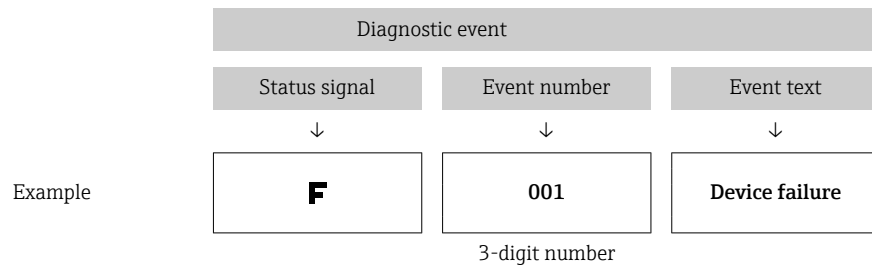 Diagnostic event
Status signal Event number Event text
↓ ↓ ↓
Example F 001 Device failure
3-digit number